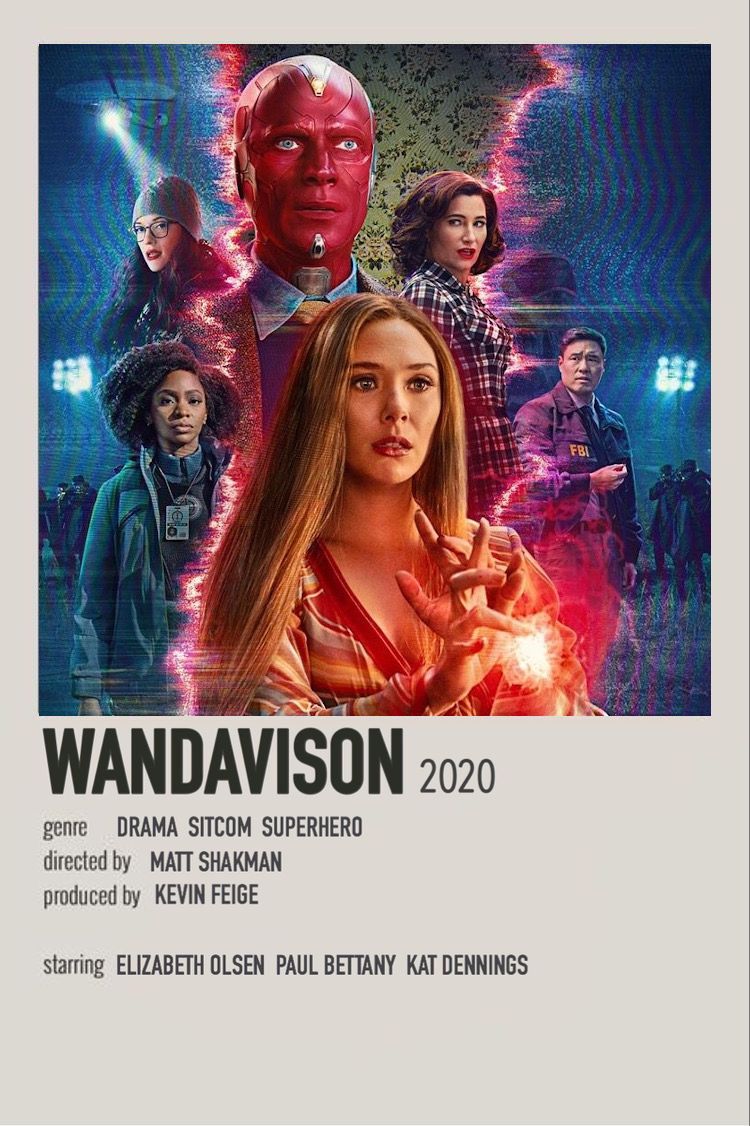 FBI
WANDAVISON 2020
genre DRAMA SITCOM SUPERHERO
directed by MATT SHAKMAN
produced by KEVIN FEIGE
starring ELIZABETH OLSEN PAUL BETTANY KAT DENNINGS